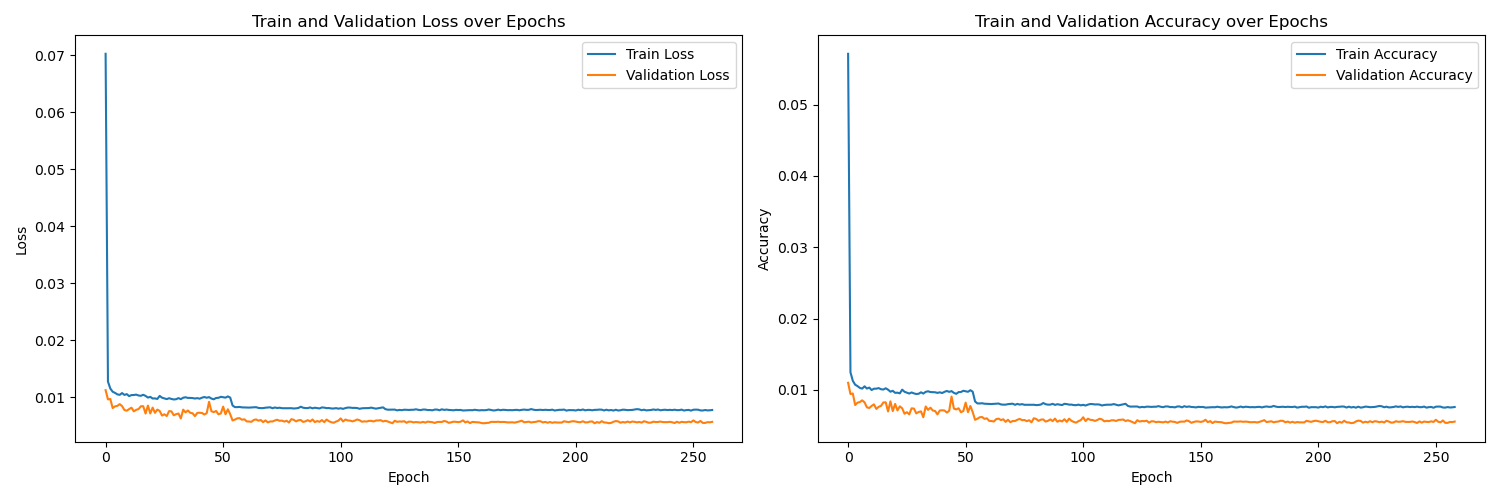 Train and Validation Loss over Epochs
Train Loss
Validation Loss
0.07
0.06
0.05
0.04
0.03
0.02
0.01
Loss
0
50
100
150
200
250
Epoch
Train and Validation Accuracy over Epochs
Train Accuracy
Validation Accuracy
0.05
0.04
0.03
0.02
0.01
Accuracy
0
50
100
150
200
250
Epoch